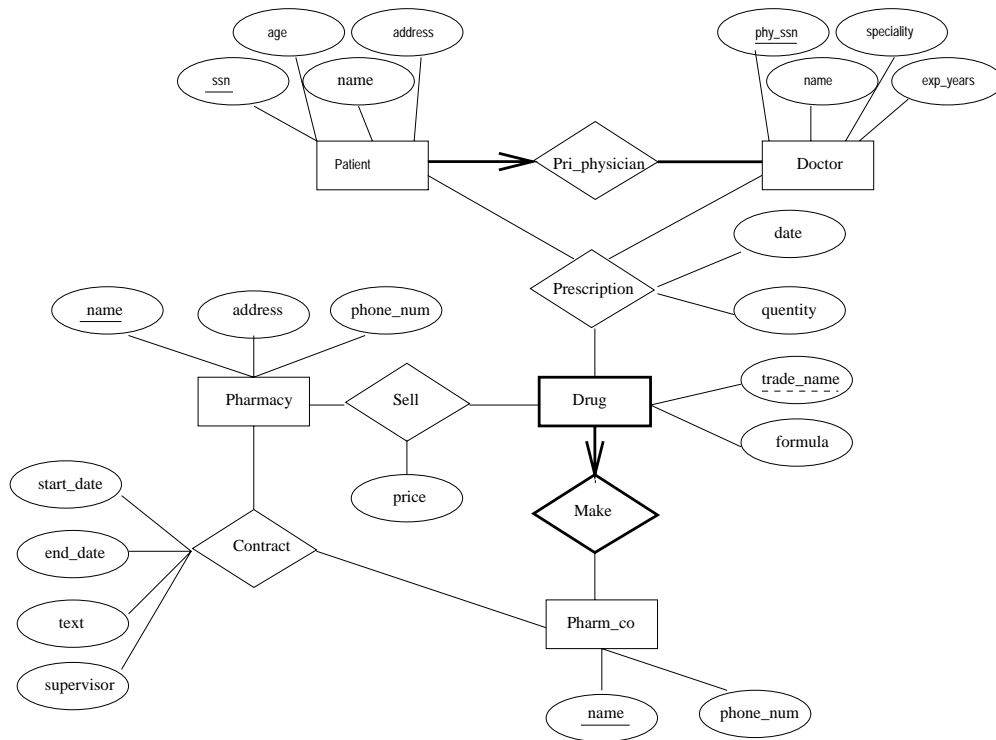 age
address
ssn
name
phy_ssn
speciality
name
exp_years
Patient
Pri_physician
Doctor
date
Prescription
quentity
name
address
phone_num
Pharmacy
Sell
Drug
trade_name
formula
price
start_date
Make
end_date
Contract
text
Pharm_co
supervisor
name
phone_num